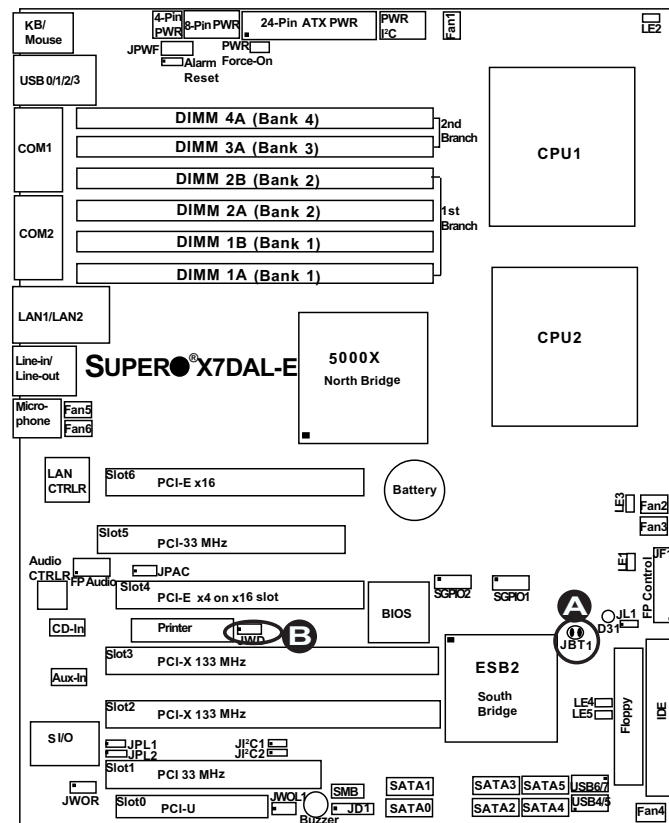 KB/
Mouse
4-Pin
PWR
8-Pin PWR
24-Pin ATX PWR
PWR
I²C
Fan1
LE2
JPWF
Alarm
Reset
PWR
Force-On
USB 0/1/2/3
COM1
COM2
DIMM 4A (Bank 4)
DIMM 3A (Bank 3)
DIMM 2B (Bank 2)
DIMM 2A (Bank 2)
DIMM 1B (Bank 1)
DIMM 1A (Bank 1)
2nd
Branch
1st
Branch
CPU1
CPU2
LAN1/LAN2
Line-in/
Line-out
SUPER●® X7DAL-E
5000X
North Bridge
Micro-
phone
Fan5
Fan6
LAN
CTRLR
Slot6
PCI-E x16
Battery
LE3
Fan2
Fan3
Slot5
PCI-33 MHz
Audio
CTRLR
FP Audio
JPAC
Slot4
PCI-E x4 on x16 slot
BIOS
SGPIO2
SGPIO1
LE1
JF1
FP Control
A
JL1
D31
JBT1
CD-In
Printer
JWD
B
Slot3
PCI-X 133 MHz
ESB2
South
Bridge
Aux-In
Slot2
PCI-X 133 MHz
LE4
LE5
Floppy
IDE
S I/O
JPL1
JPL2
JI²C1
JI²C2
Slot1
PCI 33 MHz
JWOR
Slot0
PCI-U
JWOL1
Buzzer
SMB
JD1
SATA1
SATA0
SATA3
SATA5
USB6/7
SATA2
SATA4
USB4/5
Fan4